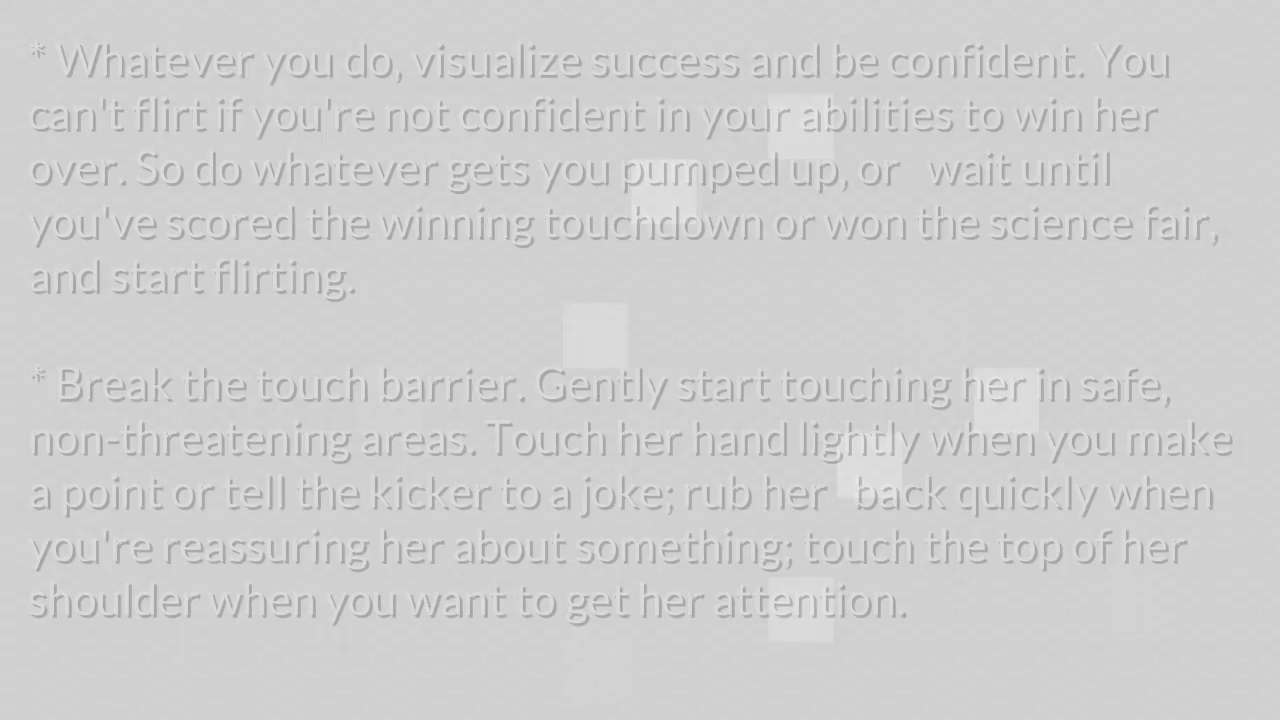 * Whatever you do, visualize success and be confident. You
can't flirt if you're not confident in your abilities to win her
over. So do whatever gets you pumped up, or   wait until
you've scored the winning touchdown or won the science fair,
and start flirting.

* Break the touch barrier. Gently start touching her in safe,
non-threatening areas. Touch her hand lightly when you make
a point or tell the kicker to a joke; rub her   back quickly when
you're reassuring her about something; touch the top of her
shoulder when you want to get her attention.